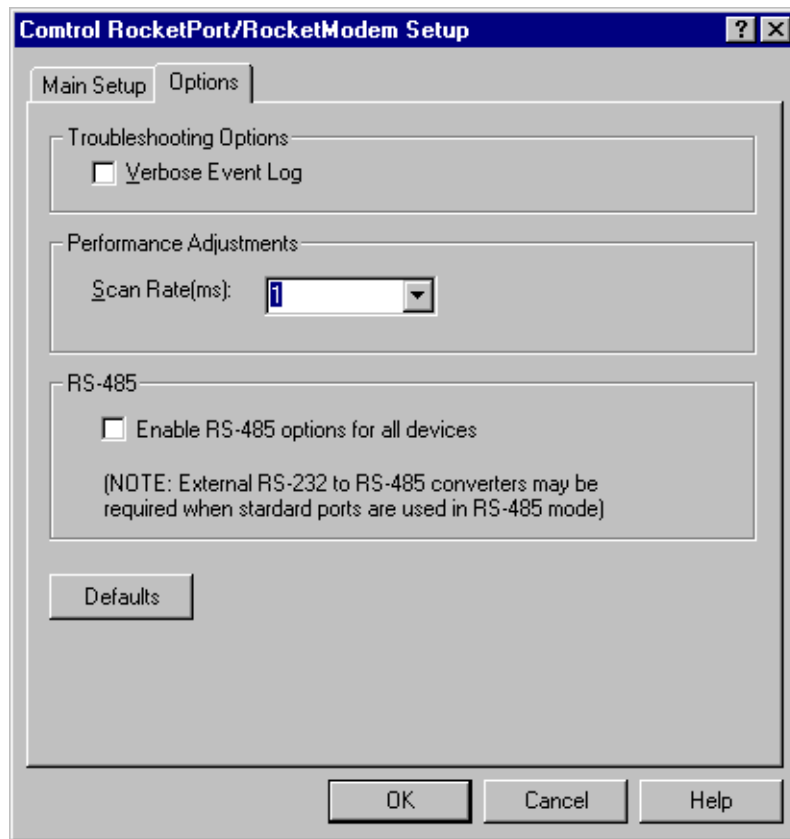 Comtrol RocketPort/RocketModem Setup
Main Setup
Options
Troubleshooting Options
Verbose Event Log
Performance Adjustments
Scan Rate(ms):
1
RS-485
Enable RS-485 options for all devices
(NOTE: External RS-232 to RS-485 converters may be
required when stardard ports are used in RS-485 mode)
Defaults
OK
Cancel
Help